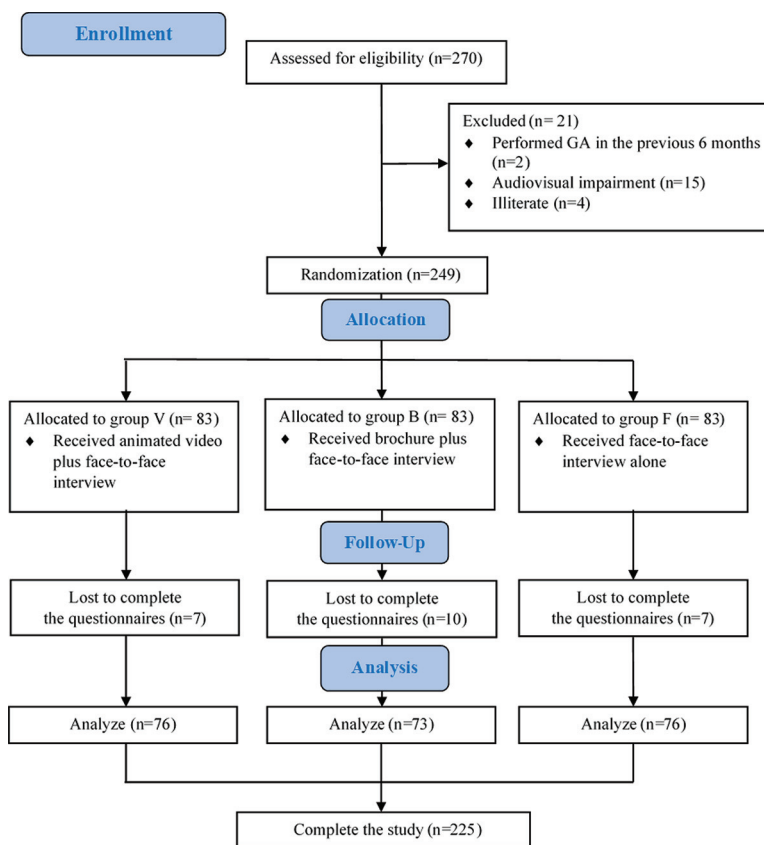 Enrollment
Assessed for eligibility (n=270)
Excluded (n= 21)
♦ Performed GA in the previous 6 months
(n=2)
♦ Audiovisual impairment (n=15)
♦ Illiterate (n=4)
Randomization (n=249)
Allocation
Allocated to group V (n= 83)
♦ Received animated video
plus face-to-face
interview
Allocated to group B (n= 83)
♦ Received brochure plus
face-to-face interview
Allocated to group F (n= 83)
♦ Received face-to-face
interview alone
Follow-Up
Lost to complete
the questionnaires (n=7)
Lost to complete
the questionnaires (n=10)
Lost to complete
the questionnaires (n=7)
Analysis
Analyze (n=76)
Analyze (n=73)
Analyze (n=76)
Complete the study (n=225)